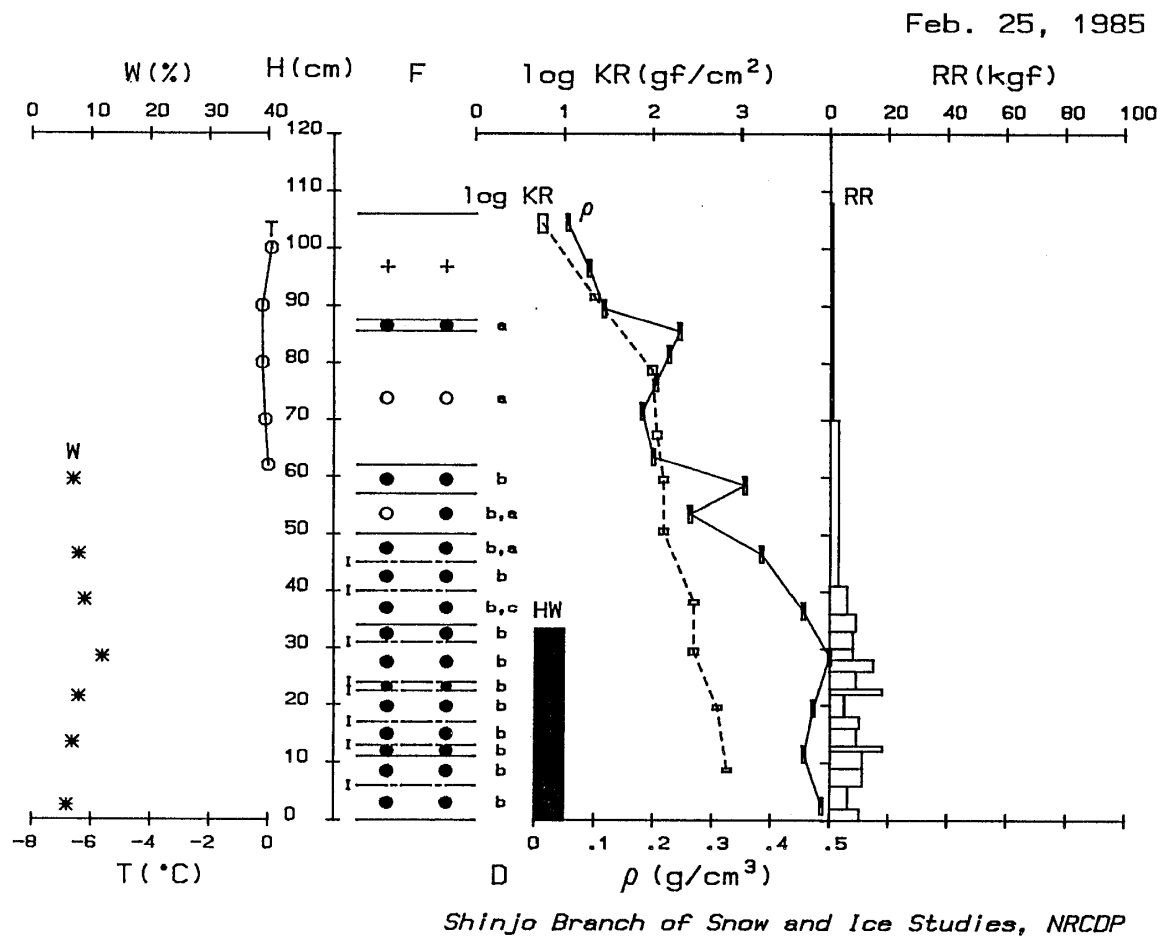 Feb. 25, 1985
W(%) H(cm) F log KR(gf/cm²) RR(kgf)
0 10 20 30 40 0 1 2 3 0 20 40 60 80 100
120
110
log KR ρ RR
T
100
90
a
80
a
70
W
60
b
b,a
50
b,a
I
b
40
I
b,c
HW
b
30
I
b
I
I
b
20
b
I
b
I
b
10
b
I
b
0
-8 -6 -4 -2 0 0 .1 .2 .3 .4 .5
T(°C) D ρ (g/cm³)
Shinjo Branch of Snow and Ice Studies, NRCDP